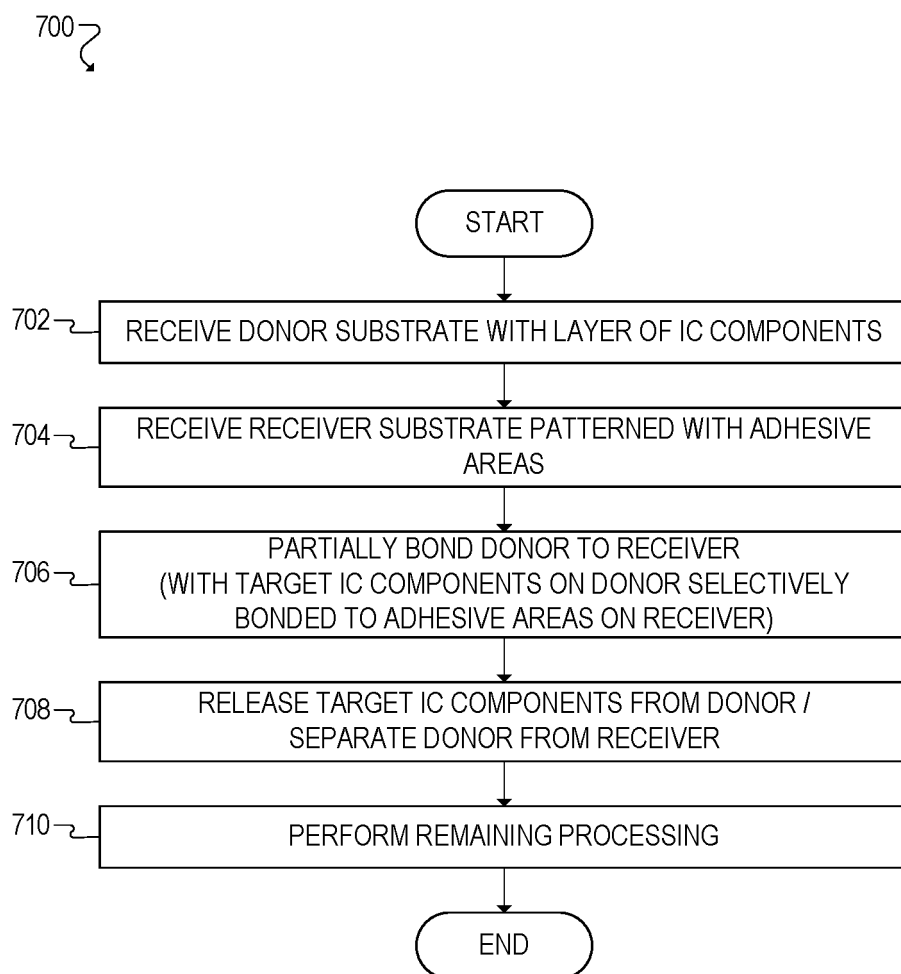 700
START
702
RECEIVE DONOR SUBSTRATE WITH LAYER OF IC COMPONENTS
704
RECEIVE RECEIVER SUBSTRATE PATTERNED WITH ADHESIVE
AREAS
706
PARTIALLY BOND DONOR TO RECEIVER
(WITH TARGET IC COMPONENTS ON DONOR SELECTIVELY
BONDED TO ADHESIVE AREAS ON RECEIVER)
708
RELEASE TARGET IC COMPONENTS FROM DONOR /
SEPARATE DONOR FROM RECEIVER
710
PERFORM REMAINING PROCESSING
END